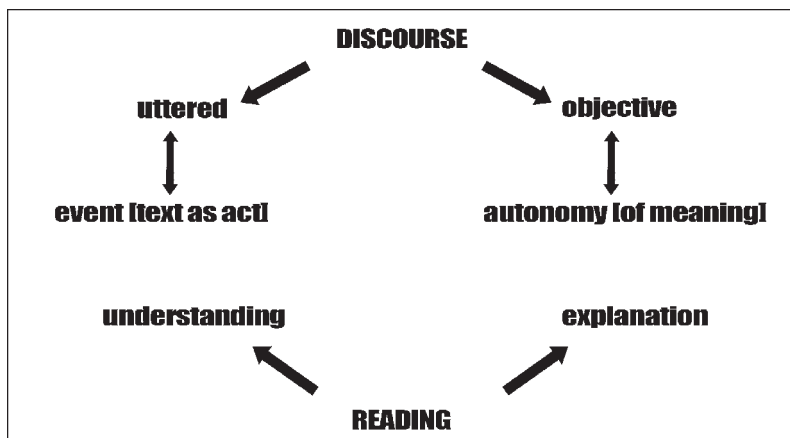 DISCOURSE
uttered objective
event [text as act] autonomy [of meaning]
understanding explanation
READING